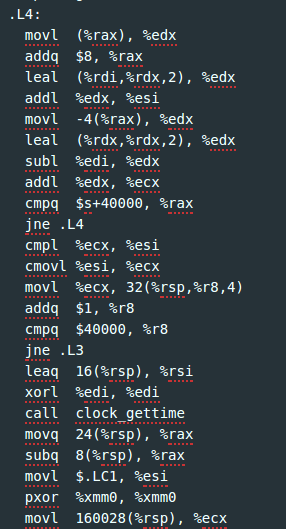 .L4:
movl (%rax), %edx
addq $8, %rax
leal (%rdi,%rdx,2), %edx
addl %edx, %esi
movl -4(%rax), %edx
leal (%rdx,%rdx,2), %edx
subl %edi, %edx
addl %edx, %ecx
cmpq $s+40000, %rax
jne .L4
cmpl %ecx, %esi
cmovl %esi, %ecx
movl %ecx, 32(%rsp,%r8,4)
addq $1, %r8
cmpq $40000, %r8
jne .L3
leaq 16(%rsp), %rsi
xorl %edi, %edi
call clock_gettime
movq 24(%rsp), %rax
subq 8(%rsp), %rax
movl $.LC1, %esi
pxor %xmm0, %xmm0
movl 160028(%rsp), %ecx